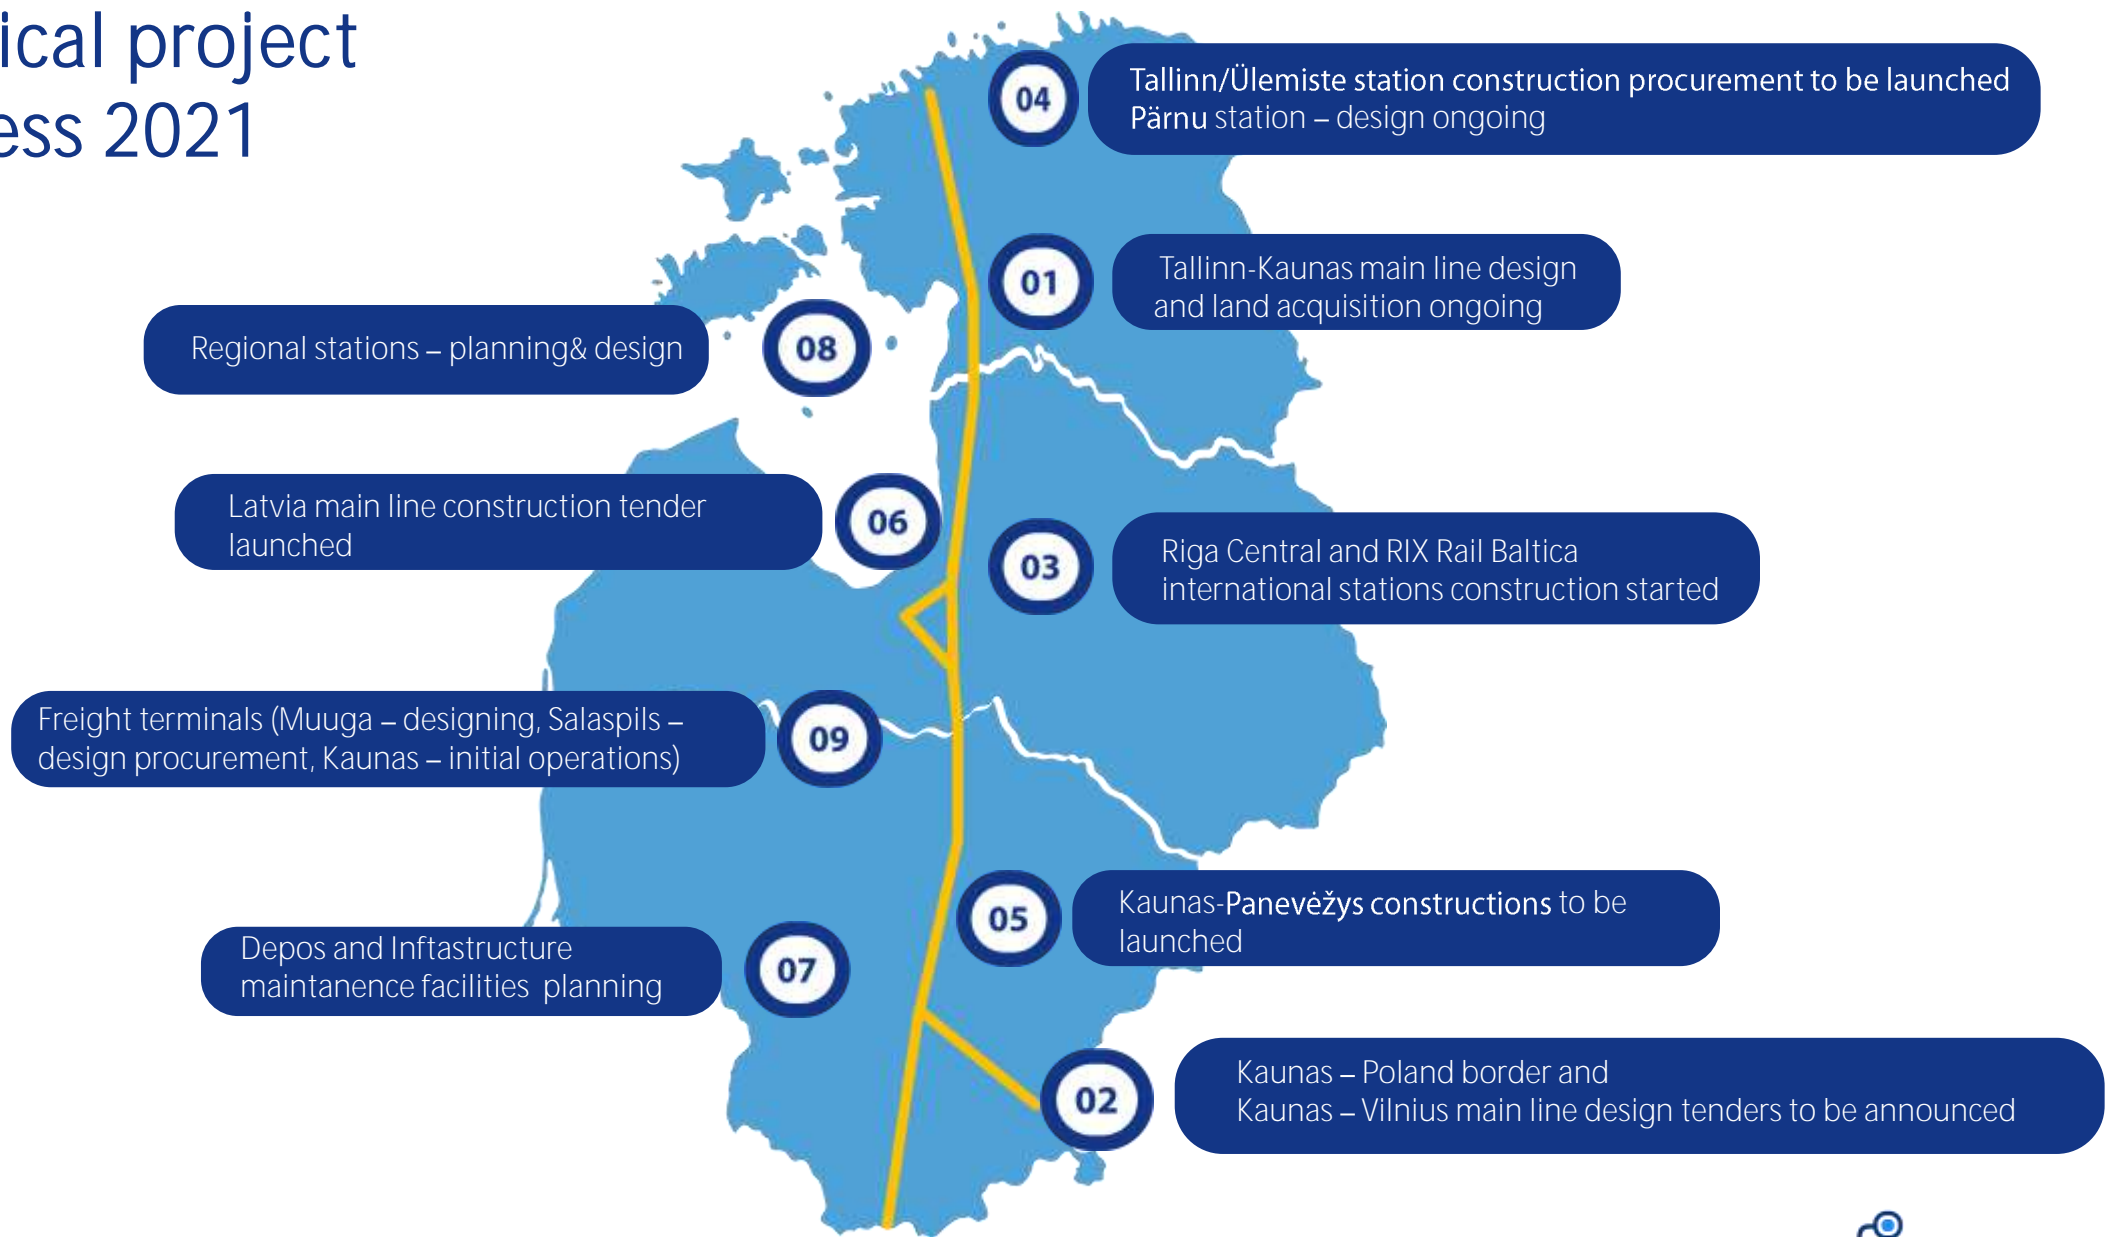 ical project
ess 2021
04
Tallinn/Ülemiste station construction procurement to be launched
Pärnu station – design ongoing
01
Tallinn-Kaunas main line design
and land acquisition ongoing
08
Regional stations – planning& design
06
Latvia main line construction tender
launched
03
Riga Central and RIX Rail Baltica
international stations construction started
09
Freight terminals (Muuga – designing, Salaspils –
design procurement, Kaunas – initial operations)
05
Kaunas-Panevėžys constructions to be
launched
07
Depos and Inftastructure
maintanence facilities planning
02
Kaunas – Poland border and
Kaunas – Vilnius main line design tenders to be announced